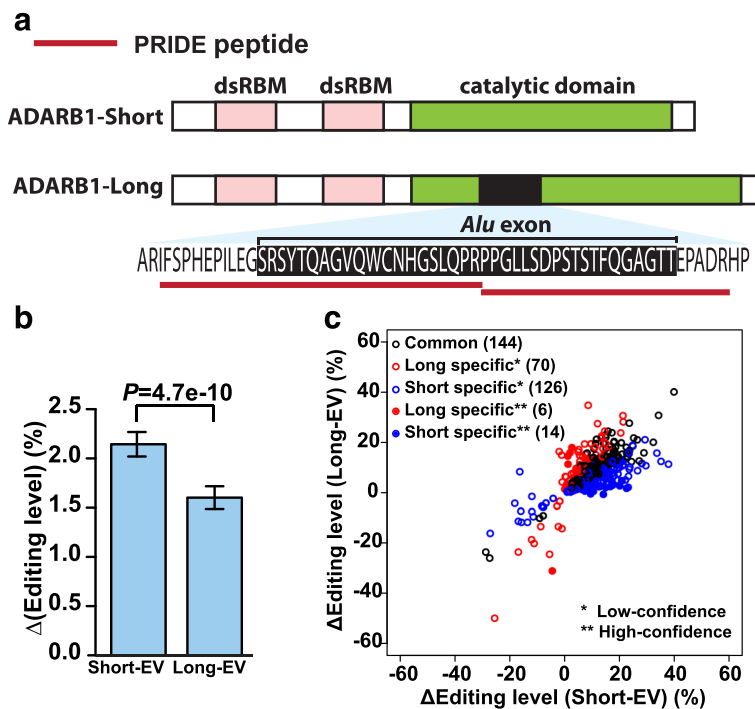 a
PRIDE peptide
dsRBM dsRBM catalytic domain
ADARB1-Short
ADARB1-Long
Alu exon
ARIFSPHEPILEGSRSYTQAGVQWCNHGSLQPRPPGLLSDPSTSTFQGAGTTEPADRHP
b
P=4.7e-10
Δ(Editing level) (%)
2.5
2.0
1.5
1.0
0.5
0.0
Short-EV Long-EV
c
ΔEditing level (Long-EV) (%)
60
40
20
0
-20
-40
-60
Common (144)
Long specific* (70)
Short specific* (126)
Long specific** (6)
Short specific** (14)
* Low-confidence
** High-confidence
-60 -40 -20 0 20 40 60
ΔEditing level (Short-EV) (%)